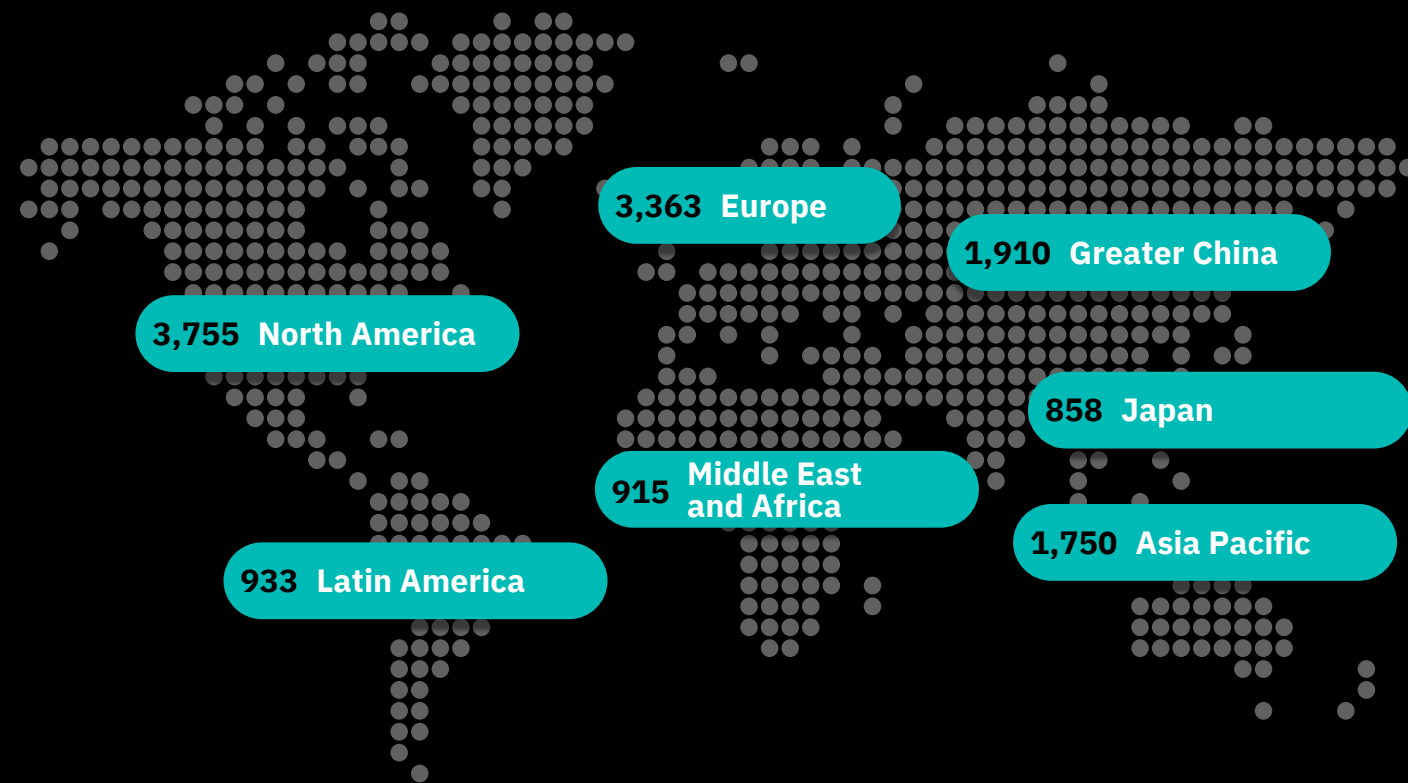 3,363 Europe
1,910 Greater China
3,755 North America
858 Japan
915 Middle East
and Africa
1,750 Asia Pacific
933 Latin America